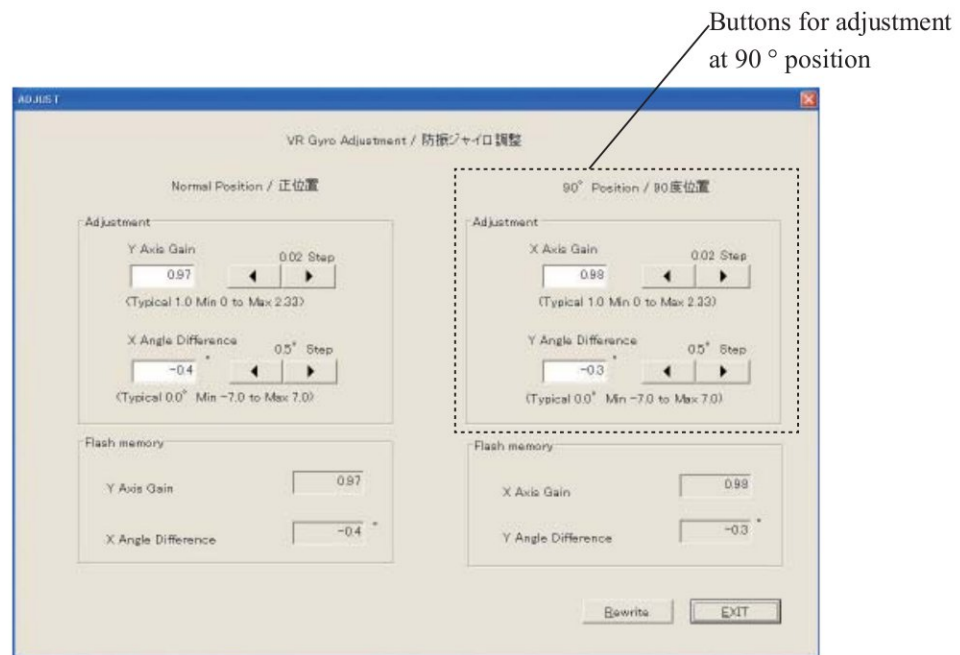 Buttons for adjustment
at 90 ° position
ADJUST
VR Gyro Adjustment / 防振ジャイロ調整
Normal Position / 正位置
Adjustment
Y Axis Gain
0.02 Step
0.97
(Typical 1.0 Min 0 to Max 2.33)
X Angle Difference
0.5° Step
-0.4 °
(Typical 0.0° Min -7.0 to Max 7.0)
Flash memory
Y Axis Gain 0.97
X Angle Difference -0.4 °
90° Position / 90度位置
Adjustment
X Axis Gain
0.02 Step
0.98
(Typical 1.0 Min 0 to Max 2.33)
Y Angle Difference
0.5° Step
-0.3 °
(Typical 0.0° Min -7.0 to Max 7.0)
Flash memory
X Axis Gain 0.98
Y Angle Difference -0.3 °
Rewrite EXIT